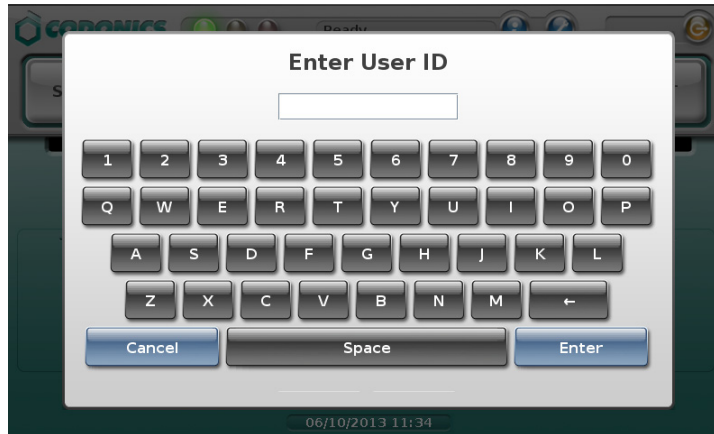 CODONICS Ready
Enter User ID
1 2 3 4 5 6 7 8 9 0
Q W E R T Y U I O P
A S D F G H J K L
Z X C V B N M ←
Cancel Space Enter
06/10/2013 11:34